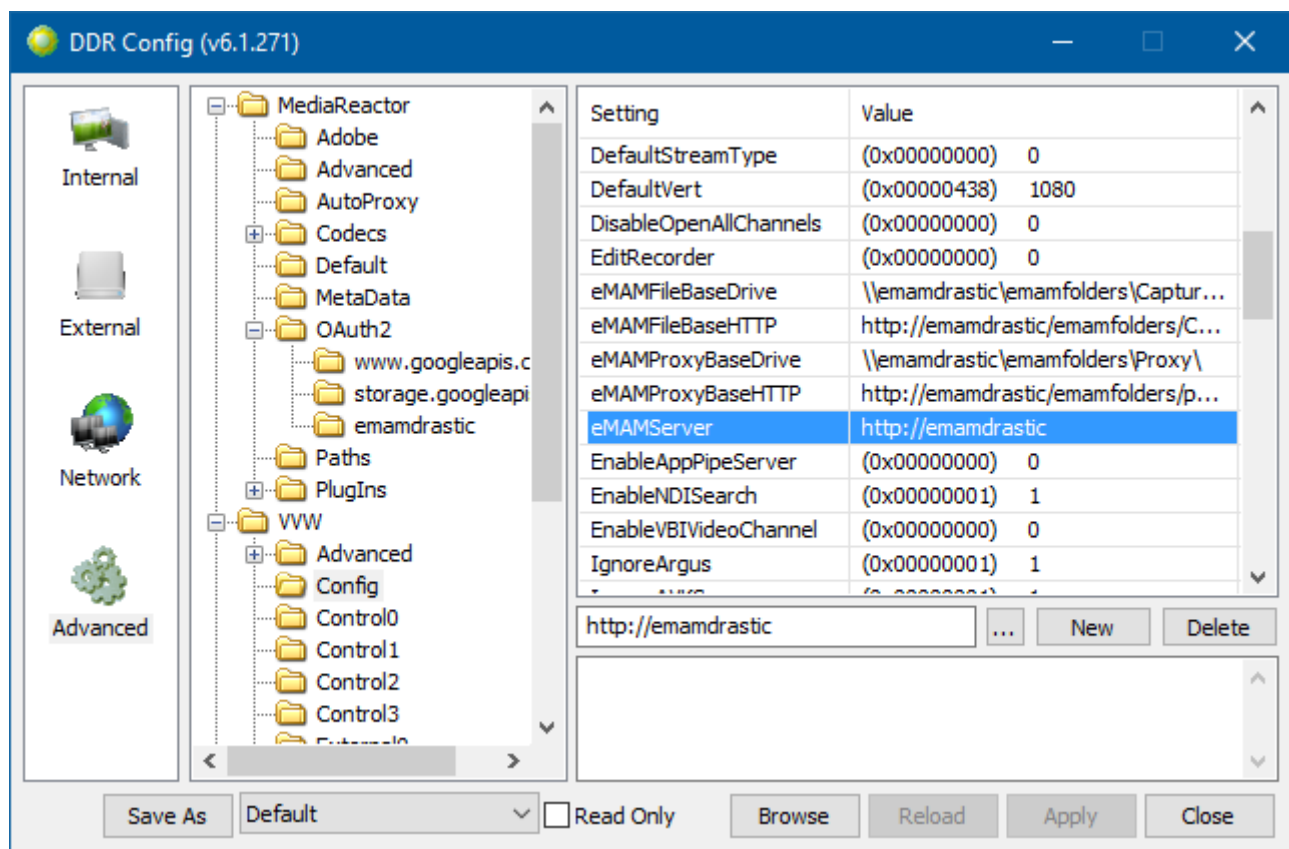 DDR Config (v6.1.271)
Internal
External
Network
Advanced
MediaReactor
Adobe
Advanced
AutoProxy
Codecs
Default
MetaData
OAuth2
www.googleapis.c
storage.googleapi
emamdrastic
Paths
PlugIns
VVW
Advanced
Config
Control0
Control1
Control2
Control3
Setting Value
DefaultStreamType (0x00000000) 0
DefaultVert (0x00000438) 1080
DisableOpenAllChannels (0x00000000) 0
EditRecorder (0x00000000) 0
eMAMFileBaseDrive \\emamdrastic\emamfolders\Captur...
eMAMFileBaseHTTP http://emamdrastic/emamfolders/C...
eMAMProxyBaseDrive \\emamdrastic\emamfolders\Proxy\
eMAMProxyBaseHTTP http://emamdrastic/emamfolders/p...
eMAMServer http://emamdrastic
EnableAppPipeServer (0x00000000) 0
EnableNDISearch (0x00000001) 1
EnableVBIVideoChannel (0x00000000) 0
IgnoreArgus (0x00000001) 1
http://emamdrastic ... New Delete
Save As Default Read Only Browse Reload Apply Close